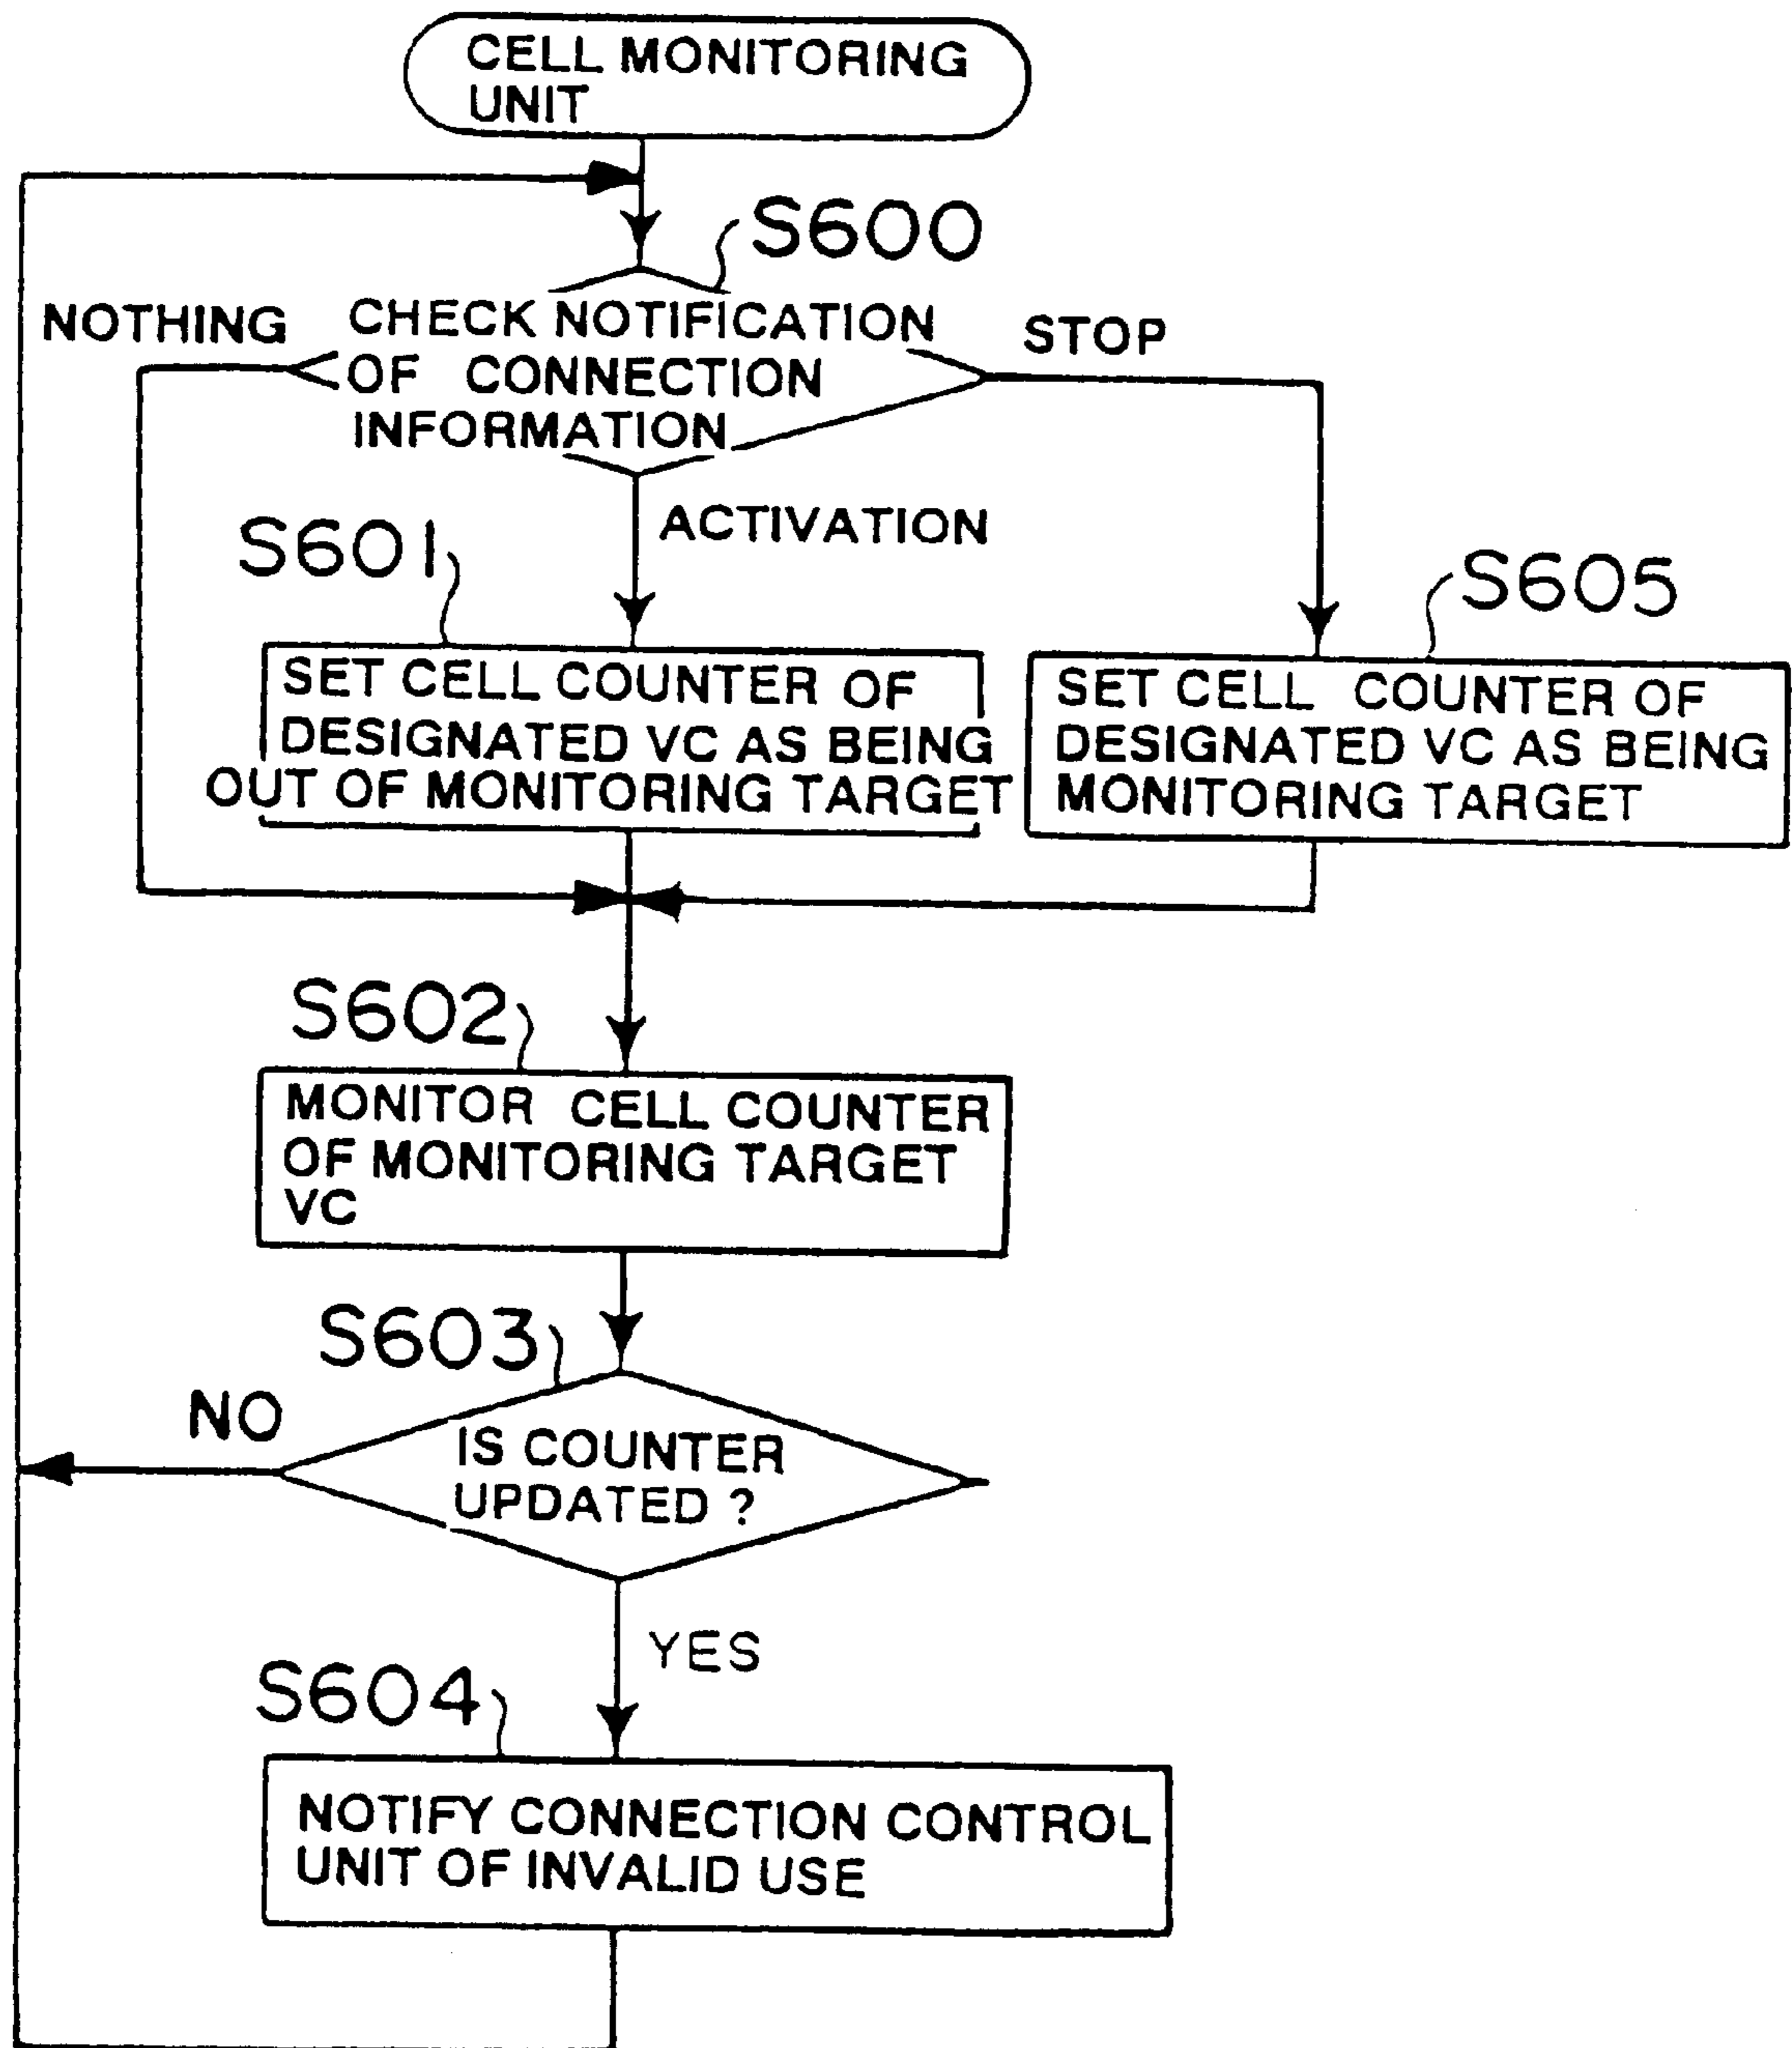 CELL MONITORING
UNIT
S600
NOTHING
CHECK NOTIFICATION
OF CONNECTION
INFORMATION
STOP
ACTIVATION
S601
S605
SET CELL COUNTER OF
DESIGNATED VC AS BEING
OUT OF MONITORING TARGET
SET CELL COUNTER OF
DESIGNATED VC AS BEING
MONITORING TARGET
S602
MONITOR CELL COUNTER
OF MONITORING TARGET
VC
S603
NO
IS COUNTER
UPDATED ?
YES
S604
NOTIFY CONNECTION CONTROL
UNIT OF INVALID USE